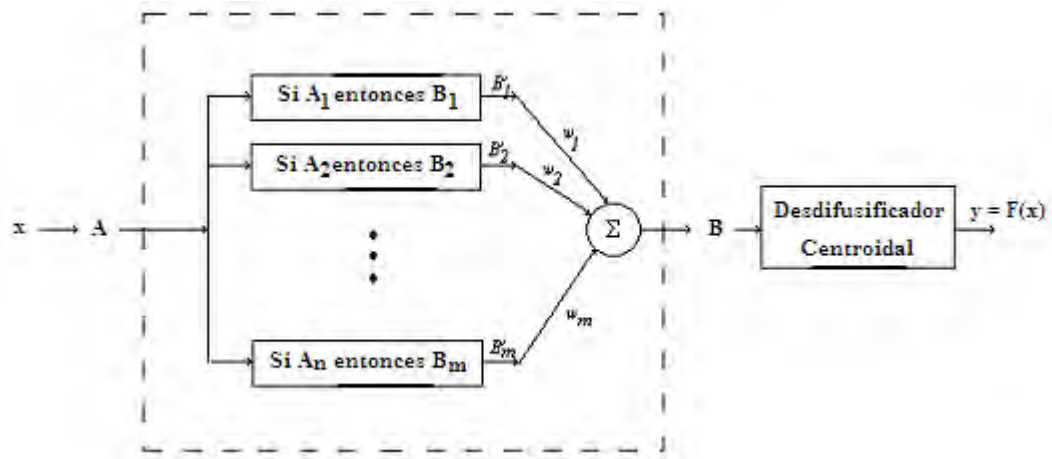 Si A1 entonces B1
B'1
w1
Si A2 entonces B2
B'2
w2
x
A
Σ
B
Desdifusificador
Centroidal
y = F(x)
wm
Si An entonces Bm
B'm